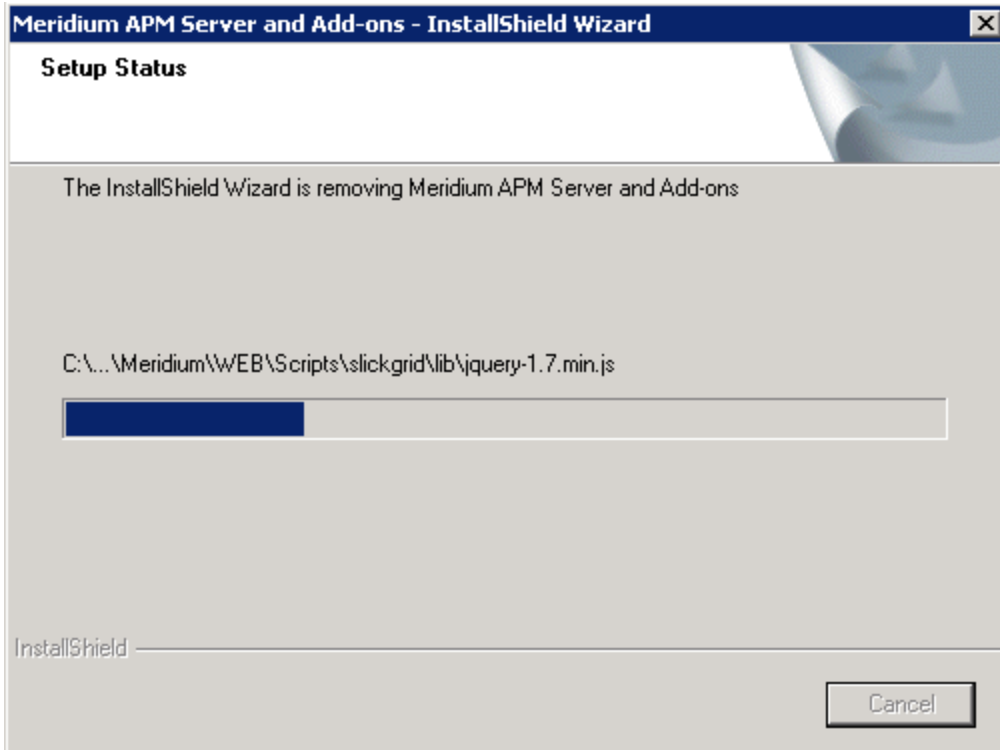 Meridium APM Server and Add-ons - InstallShield Wizard
Setup Status
The InstallShield Wizard is removing Meridium APM Server and Add-ons
C:\...\Meridium\WEB\Scripts\slickgrid\lib\jquery-1.7.min.js
InstallShield
Cancel